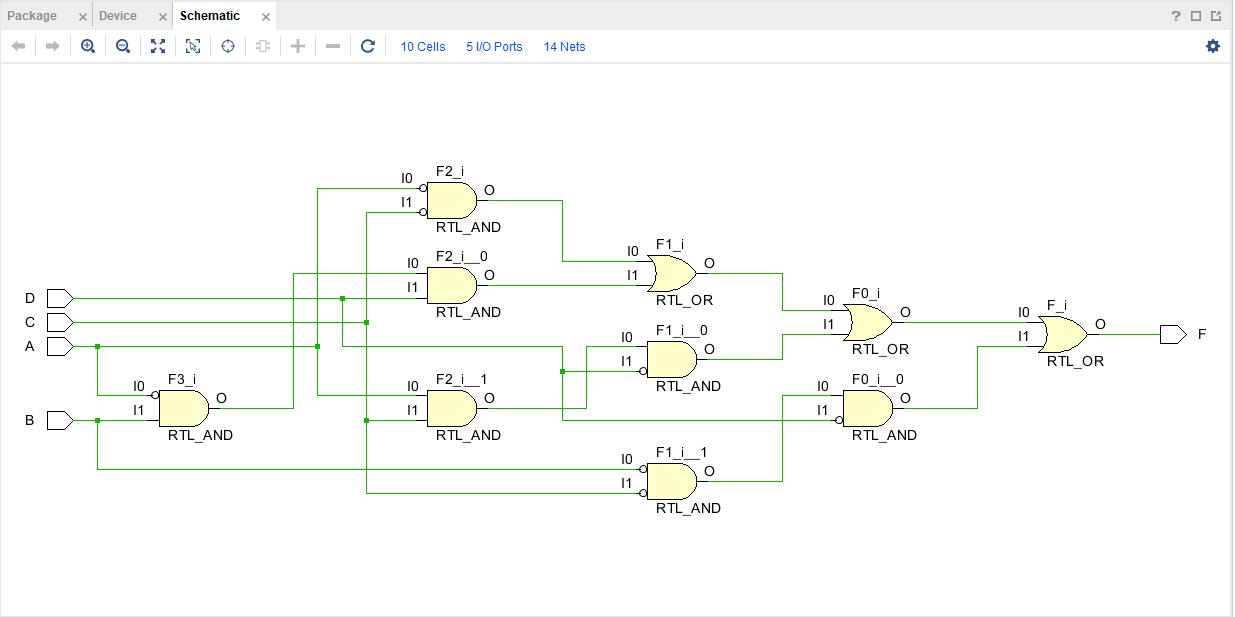 Package Device Schematic
10 Cells 5 I/O Ports 14 Nets
F2_i
I0 O
I1
RTL_AND
F2_i__0
I0 O
I1
RTL_AND
F1_i
I0 O
I1
RTL_OR
F0_i
I0 O
I1
RTL_OR
F_i
I0 O
I1
RTL_OR
F
D
C
A
B
F3_i
I0 O
I1
RTL_AND
F2_i__1
I0 O
I1
RTL_AND
F1_i__0
I0 O
I1
RTL_AND
F0_i__0
I0 O
I1
RTL_AND
F1_i__1
I0 O
I1
RTL_AND